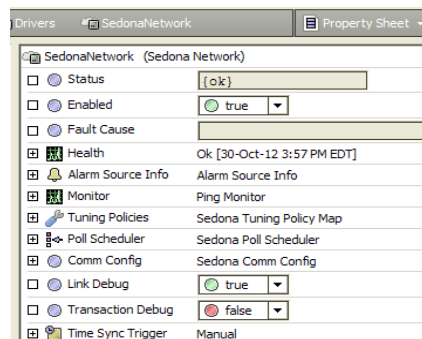 Drivers SedonaNetwork Property Sheet
SedonaNetwork (Sedona Network)
Status {ok}
Enabled true
Fault Cause
Health Ok [30-Oct-12 3:57 PM EDT]
Alarm Source Info Alarm Source Info
Monitor Ping Monitor
Tuning Policies Sedona Tuning Policy Map
Poll Scheduler Sedona Poll Scheduler
Comm Config Sedona Comm Config
Link Debug true
Transaction Debug false
Time Sync Trigger Manual